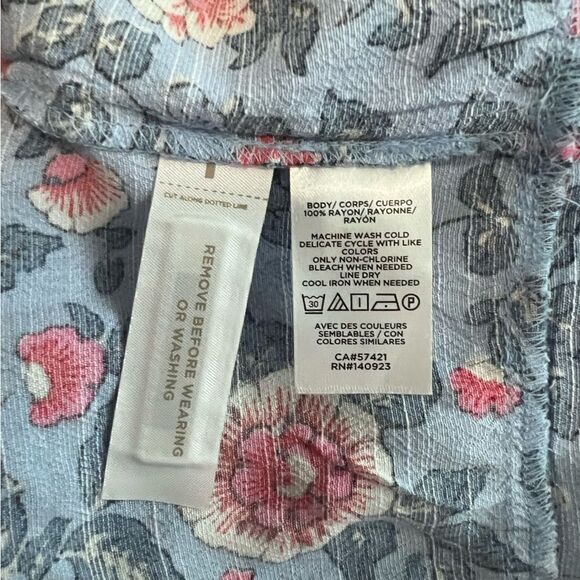 CUT ALONG DOTTED LINE
REMOVE BEFORE WEARING
OR WASHING
BODY/ CORPS/ CUERPO
100% RAYON/ RAYONNE/
RAYÓN
MACHINE WASH COLD
DELICATE CYCLE WITH LIKE
COLORS
ONLY NON-CHLORINE
BLEACH WHEN NEEDED
LINE DRY
COOL IRON WHEN NEEDED
30 P
AVEC DES COULEURS
SEMBLABLES / CON
COLORES SIMILARES
CA#57421
RN#140923